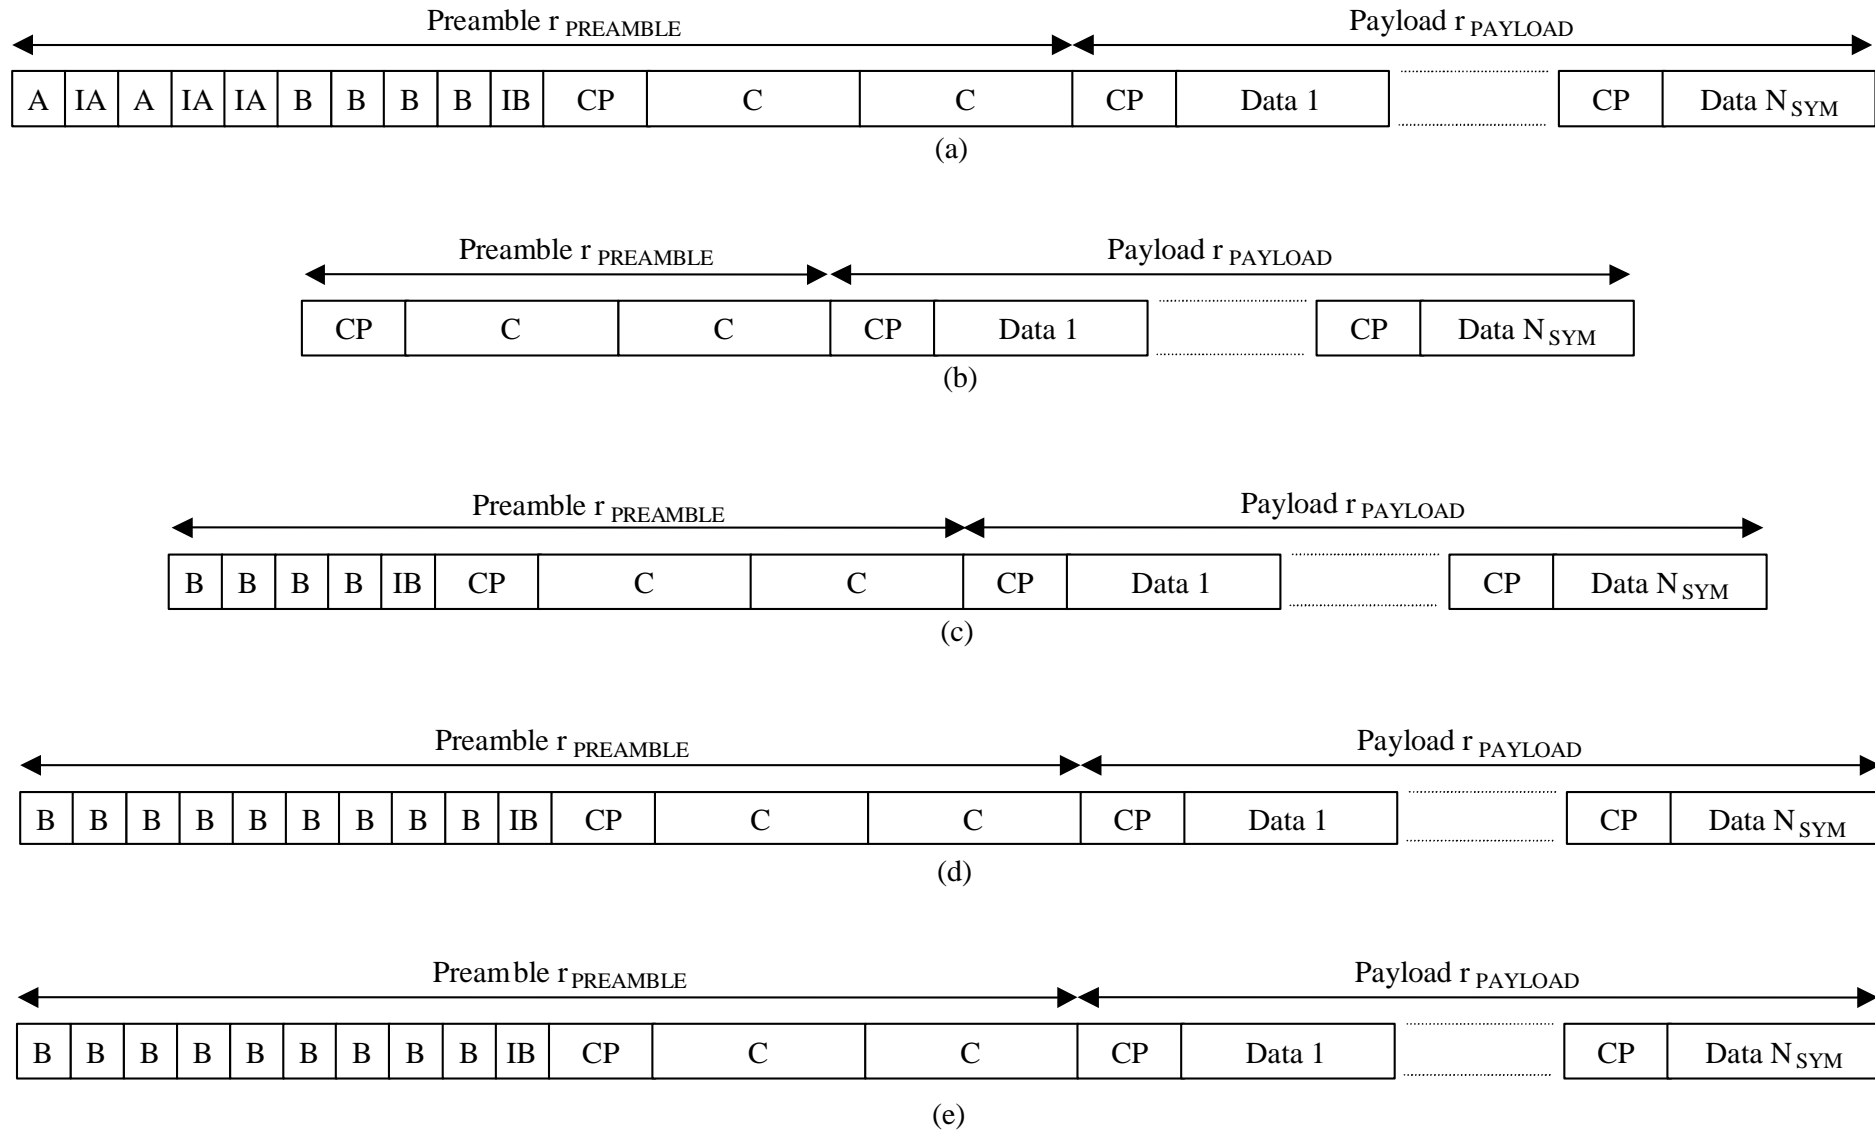 Preamble r PREAMBLE Payload r PAYLOAD
A IA A IA IA B B B B IB CP C C CP Data 1 CP Data N SYM
(a)
Preamble r PREAMBLE Payload r PAYLOAD
CP C C CP Data 1 CP Data N SYM
(b)
Preamble r PREAMBLE Payload r PAYLOAD
B B B B IB CP C C CP Data 1 CP Data N SYM
(c)
Preamble r PREAMBLE Payload r PAYLOAD
B B B B B B B B B IB CP C C CP Data 1 CP Data N SYM
(d)
Preamble r PREAMBLE Payload r PAYLOAD
B B B B B B B B B IB CP C C CP Data 1 CP Data N SYM
(e)